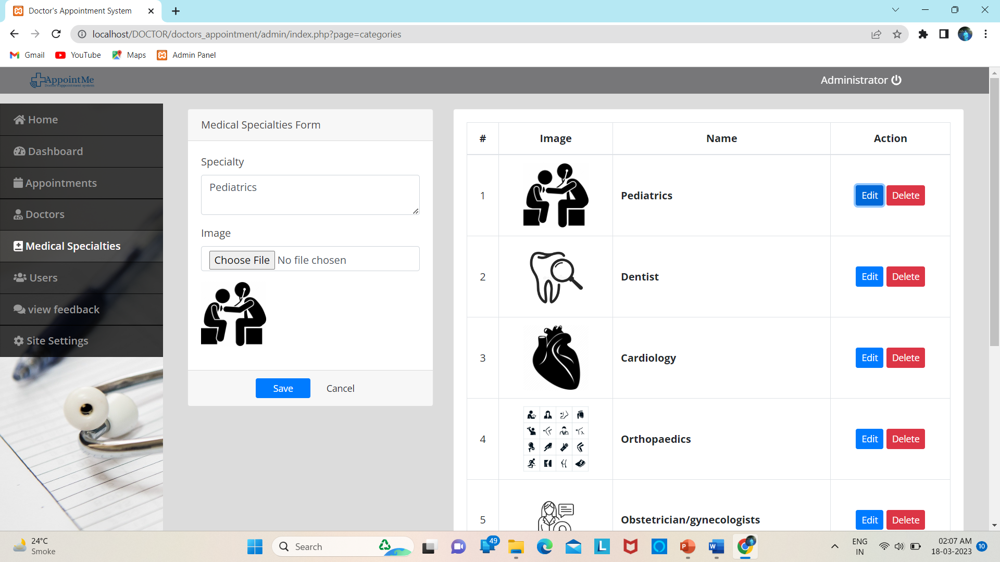 Doctor's Appointment System
localhost/DOCTOR/doctors_appointment/admin/index.php?page=categories
Gmail
YouTube
Maps
Admin Panel
AppointMe
Doctor's appointment system
Administrator
Home
Dashboard
Appointments
Doctors
Medical Specialties
Users
view feedback
Site Settings
Medical Specialties Form
Specialty
Pediatrics
Image
Choose File No file chosen
Save Cancel
# Image Name Action
1 Pediatrics Edit Delete
2 Dentist Edit Delete
3 Cardiology Edit Delete
4 Orthopaedics Edit Delete
5 Obstetrician/gynecologists Edit Delete
24°C
Smoke
Search
49
L
P
W
ENG
IN
02:07 AM
18-03-2023
10